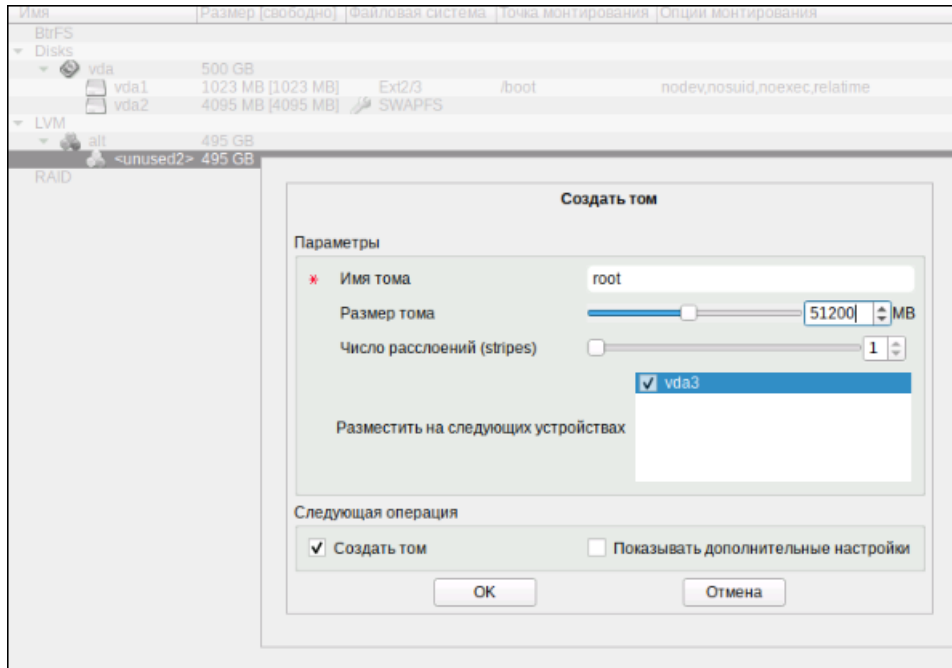 Имя Размер [свободно] Файловая система Точка монтирования Опции монтирования
BtrFS
Disks
vda 500 GB
vda1 1023 MB [1023 MB] Ext2/3 /boot nodev,nosuid,noexec,relatime
vda2 4095 MB [4095 MB] SWAPFS
LVM
alt 495 GB
<unused2> 495 GB
RAID
Создать том
Параметры
* Имя тома root
Размер тома 51200 MB
Число расслоений (stripes) 1
vda3
Разместить на следующих устройствах
Следующая операция
Создать том Показывать дополнительные настройки
OK Отмена